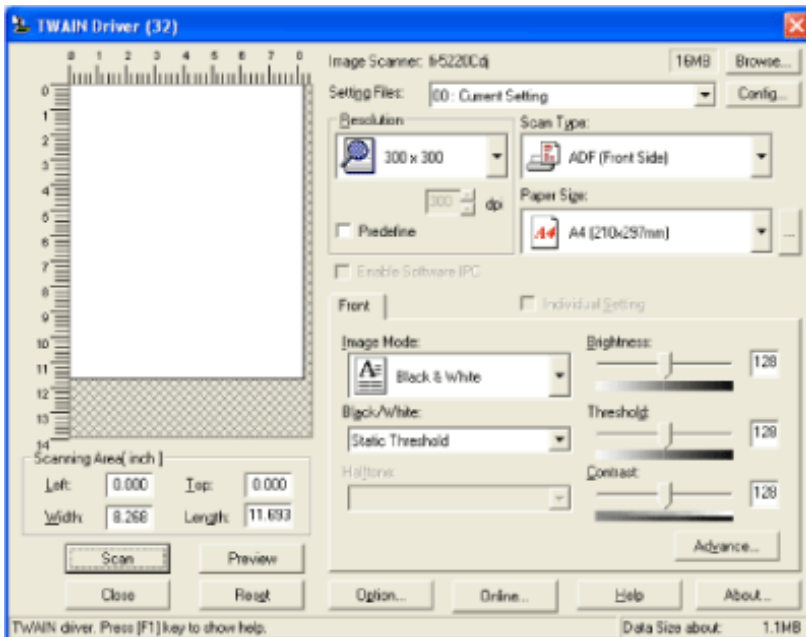 TWAIN Driver (32)
0 1 2 3 4 5 6 7 8
Image Scanner: fi-5220Cdj 16MB Browse...
Setting Files: 00 : Current Setting Config...
Resolution Scan Type:
300 x 300 ADF (Front Side)
300 dpi Paper Size:
Predefine A4 A4 (210x297mm) ...
Enable Software IPC
Front Individual Setting
Image Mode: Brightness:
Black & White 128
Black/White: Threshold:
Static Threshold 128
Halftone: Contrast:
128
Advance...
0
1
2
3
4
5
6
7
8
9
10
11
12
13
14
Scanning Area[ inch ]
Left: 0.000 Top: 0.000
Width: 8.268 Length: 11.693
Scan Preview
Close Reset Option... Online... Help About...
TWAIN driver. Press [F1] key to show help. Data Size about: 1.1MB